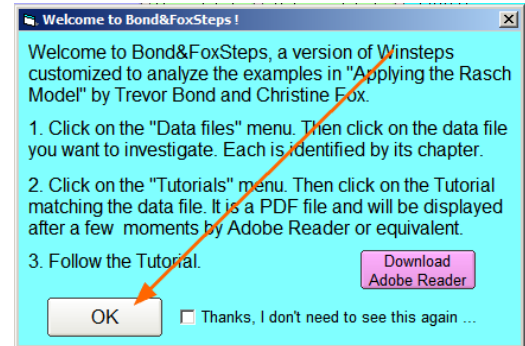 Welcome to Bond&FoxSteps!
Welcome to Bond&FoxSteps, a version of Winsteps
customized to analyze the examples in "Applying the Rasch
Model" by Trevor Bond and Christine Fox.
1. Click on the "Data files" menu. Then click on the data file
you want to investigate. Each is identified by its chapter.
2. Click on the "Tutorials" menu. Then click on the Tutorial
matching the data file. It is a PDF file and will be displayed
after a few moments by Adobe Reader or equivalent.
3. Follow the Tutorial.
Download
Adobe Reader
OK
Thanks, I don't need to see this again ...